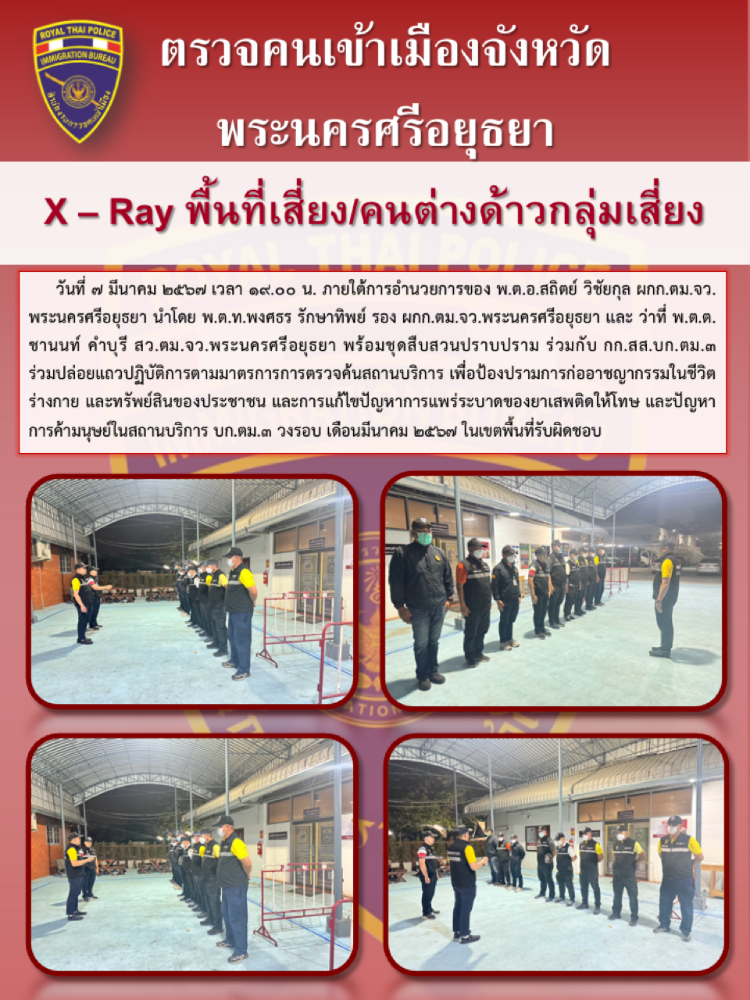 ROYAL THAI POLICE
IMMIGRATION BUREAU
สำนักงานตรวจคนเข้าเมือง
ตรวจคนเข้าเมืองจังหวัด
พระนครศรีอยุธยา
X – Ray พื้นที่เสี่ยง/คนต่างด้าวกลุ่มเสี่ยง
วันที่ ๗ มีนาคม ๒๕๖๗ เวลา ๑๙.๐๐ น. ภายใต้การอำนวยการของ พ.ต.อ.สถิตย์ วิชัยกุล ผกก.ตม.จว.
พระนครศรีอยุธยา นำโดย พ.ต.ท.พงศธร รักษาทิพย์ รอง ผกก.ตม.จว.พระนครศรีอยุธยา และ ว่าที่ พ.ต.ต.
ชานนท์ คำบุรี สว.ตม.จว.พระนครศรีอยุธยา พร้อมชุดสืบสวนปราบปราม ร่วมกับ กก.สส.บก.ตม.๓
ร่วมปล่อยแถวปฏิบัติการตามมาตรการการตรวจค้นสถานบริการ เพื่อป้องปรามการก่ออาชญากรรมในชีวิต
ร่างกาย และทรัพย์สินของประชาชน และการแก้ไขปัญหาการแพร่ระบาดของยาเสพติดให้โทษ และปัญหา
การค้ามนุษย์ในสถานบริการ บก.ตม.๓ วงรอบ เดือนมีนาคม ๒๕๖๗ ในเขตพื้นที่รับผิดชอบ